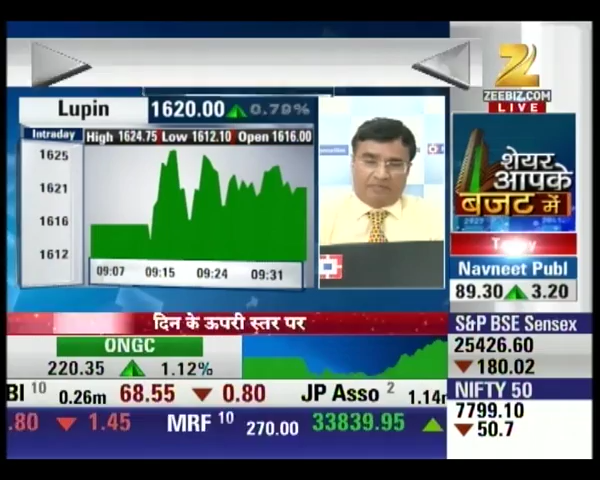 Lupin 1620.00 0.79%
Intraday High 1624.75 Low 1612.10 Open 1616.00
1625
1621
1616
1612
09:07 09:15 09:24 09:31
Z
ZEEBIZ.COM
LIVE
शेयर
आपके
बजट में
Navneet Publ
89.30 3.20
दिन के ऊपरी स्तर पर
ONGC
220.35 1.12%
S&P BSE Sensex
25426.60
180.02
NIFTY 50
7799.10
50.7
BI 10 0.26m 68.55 0.80 JP Asso 2 1.14
.80 1.45 MRF 10 270.00 33839.95